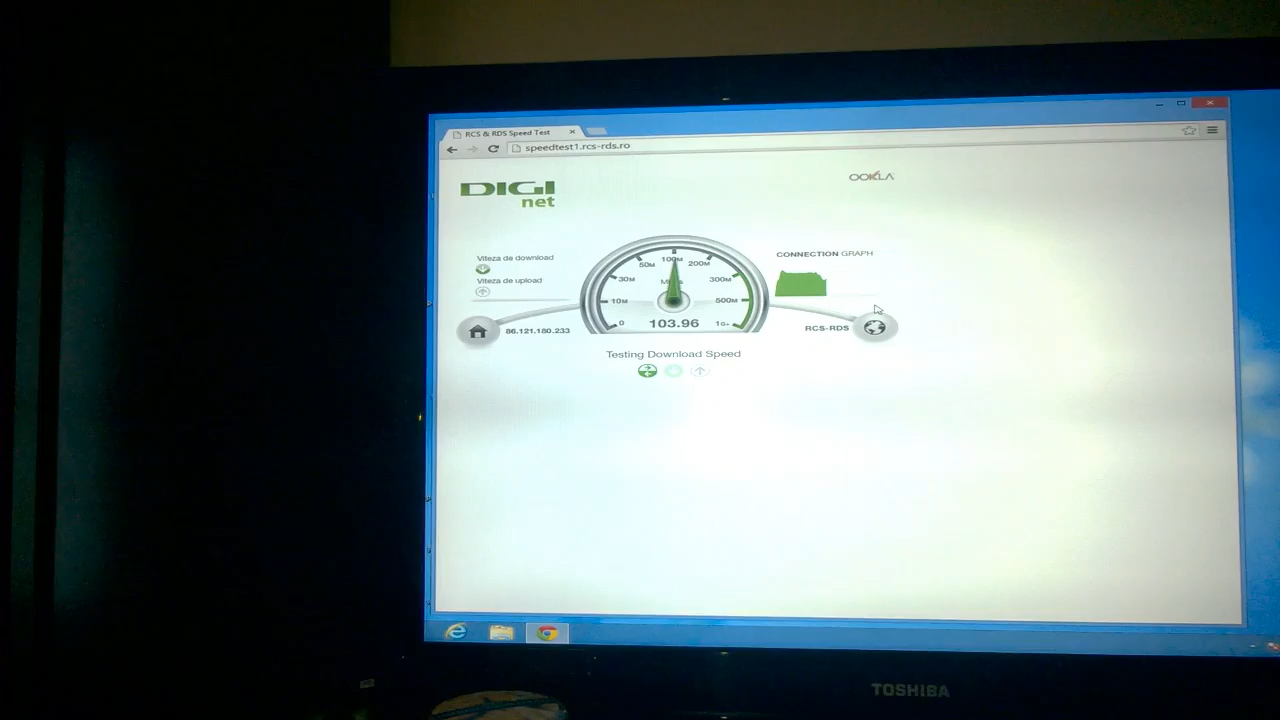 RCS & RDS Speed Test
speedtest1.rcs-rds.ro
OOKLA
DIGI
net
Viteza de download
Viteza de upload
0
10M
30M
50M
100M
200M
300M
500M
1G+
103.96
CONNECTION GRAPH
86.121.180.233
RCS-RDS
Testing Download Speed
TOSHIBA